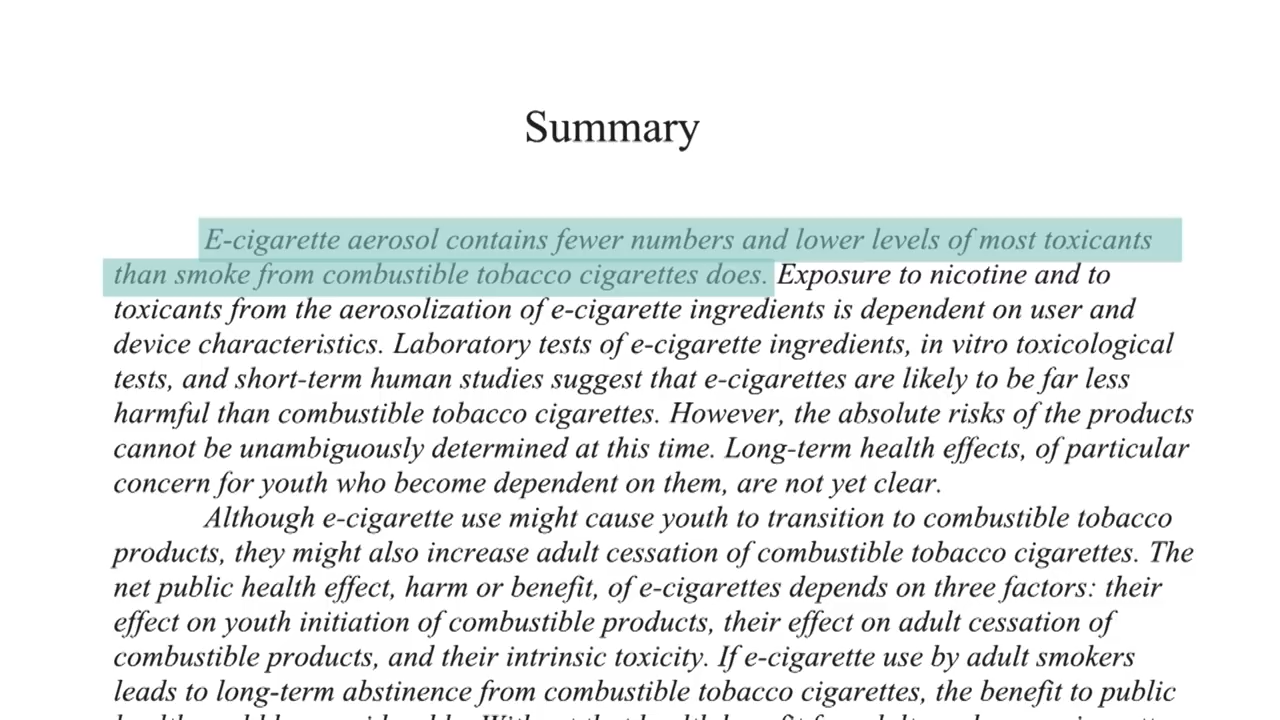 Summary
E-cigarette aerosol contains fewer numbers and lower levels of most toxicants
than smoke from combustible tobacco cigarettes does. Exposure to nicotine and to
toxicants from the aerosolization of e-cigarette ingredients is dependent on user and
device characteristics. Laboratory tests of e-cigarette ingredients, in vitro toxicological
tests, and short-term human studies suggest that e-cigarettes are likely to be far less
harmful than combustible tobacco cigarettes. However, the absolute risks of the products
cannot be unambiguously determined at this time. Long-term health effects, of particular
concern for youth who become dependent on them, are not yet clear.
Although e-cigarette use might cause youth to transition to combustible tobacco
products, they might also increase adult cessation of combustible tobacco cigarettes. The
net public health effect, harm or benefit, of e-cigarettes depends on three factors: their
effect on youth initiation of combustible products, their effect on adult cessation of
combustible products, and their intrinsic toxicity. If e-cigarette use by adult smokers
leads to long-term abstinence from combustible tobacco cigarettes, the benefit to public